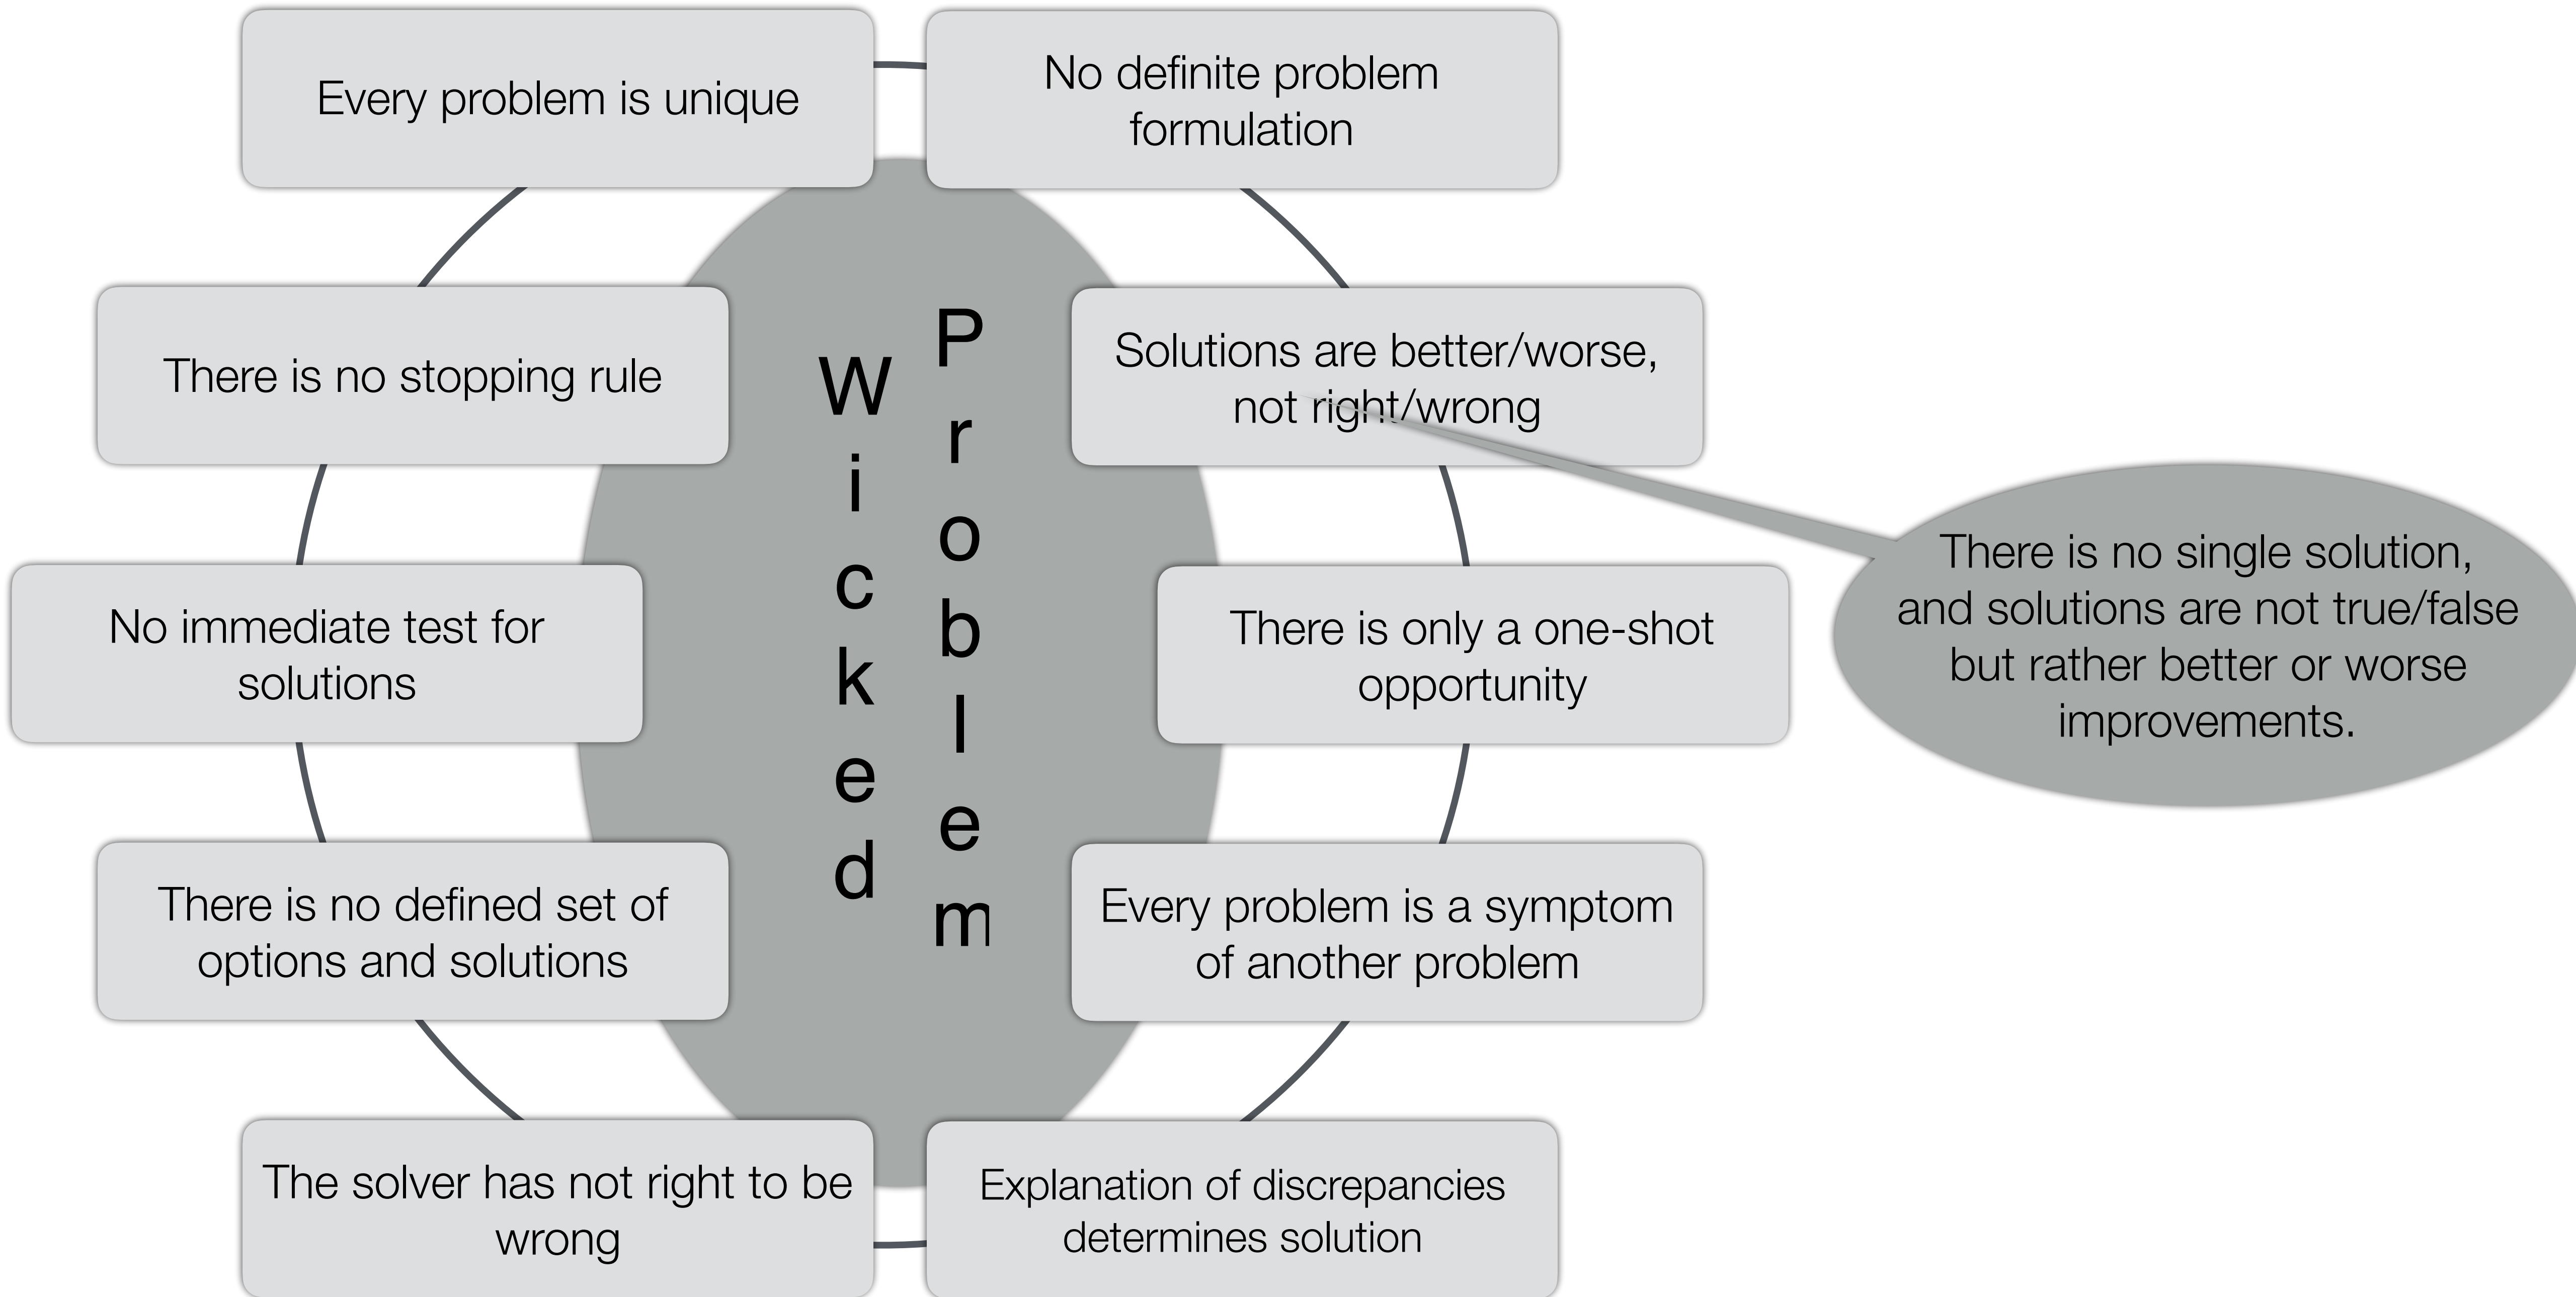 Every problem is unique
No definite problem
formulation
There is no stopping rule
Wicked
Problem
Solutions are better/worse,
not right/wrong
No immediate test for
solutions
There is only a one-shot
opportunity
There is no single solution,
and solutions are not true/false
but rather better or worse
improvements.
There is no defined set of
options and solutions
Every problem is a symptom
of another problem
The solver has not right to be
wrong
Explanation of discrepancies
determines solution